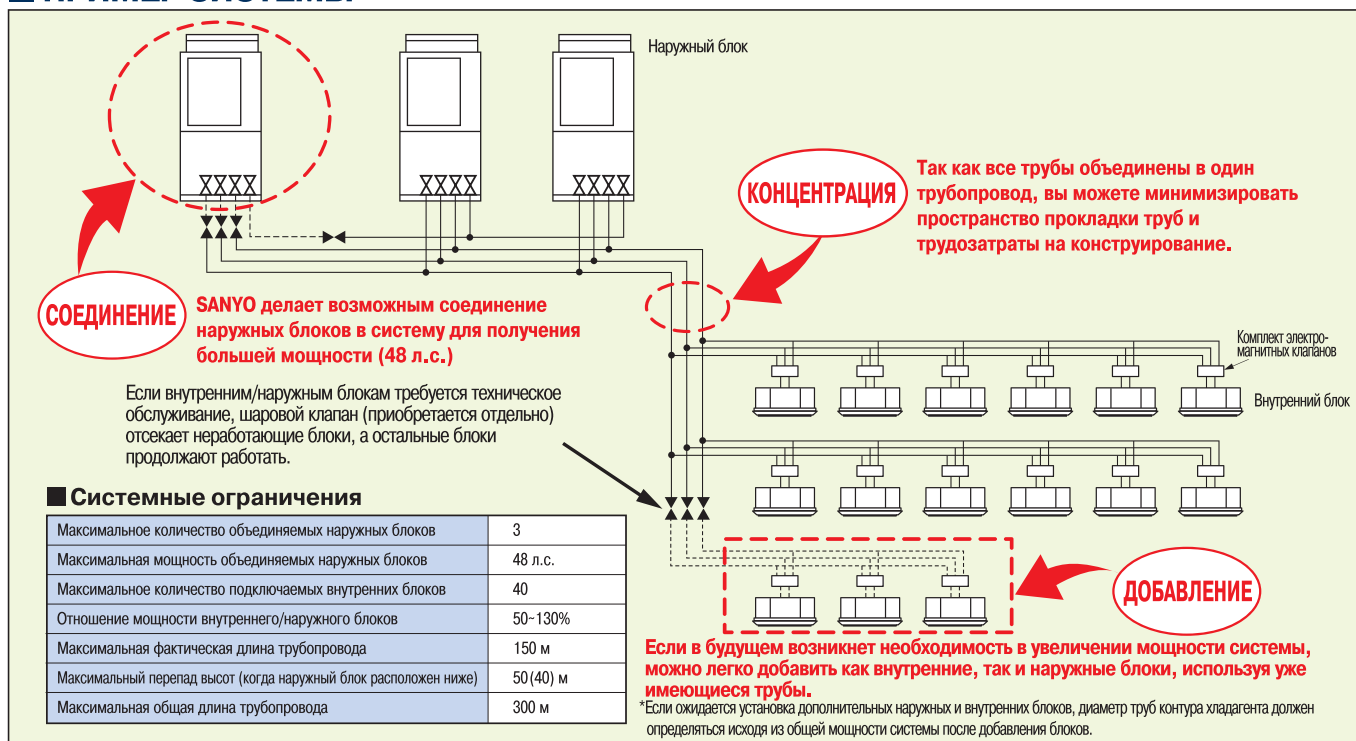 ПРИМЕР СИСТЕМЫ
Наружный блок
КОНЦЕНТРАЦИЯ
Так как все трубы объединены в один
трубопровод, вы можете минимизировать
пространство прокладки труб и
трудозатраты на конструирование.
СОЕДИНЕНИЕ
SANYO делает возможным соединение
наружных блоков в систему для получения
большей мощности (48 л.с.)
Комплект электро-
магнитных клапанов
Внутренний блок
Если внутренним/наружным блокам требуется техническое
обслуживание, шаровой клапан (приобретается отдельно)
отсекает неработающие блоки, а остальные блоки
продолжают работать.
Системные ограничения
Максимальное количество объединяемых наружных блоков 3
Максимальная мощность объединяемых наружных блоков 48 л.с.
Максимальное количество подключаемых внутренних блоков 40
Отношение мощности внутреннего/наружного блоков 50~130%
Максимальная фактическая длина трубопровода 150 м
Максимальный перепад высот (когда наружный блок расположен ниже) 50(40) м
Максимальная общая длина трубопровода 300 м
ДОБАВЛЕНИЕ
Если в будущем возникнет необходимость в увеличении мощности системы,
можно легко добавить как внутренние, так и наружные блоки, используя уже
имеющиеся трубы.
*Если ожидается установка дополнительных наружных и внутренних блоков, диаметр труб контура хладагента должен
определяться исходя из общей мощности системы после добавления блоков.